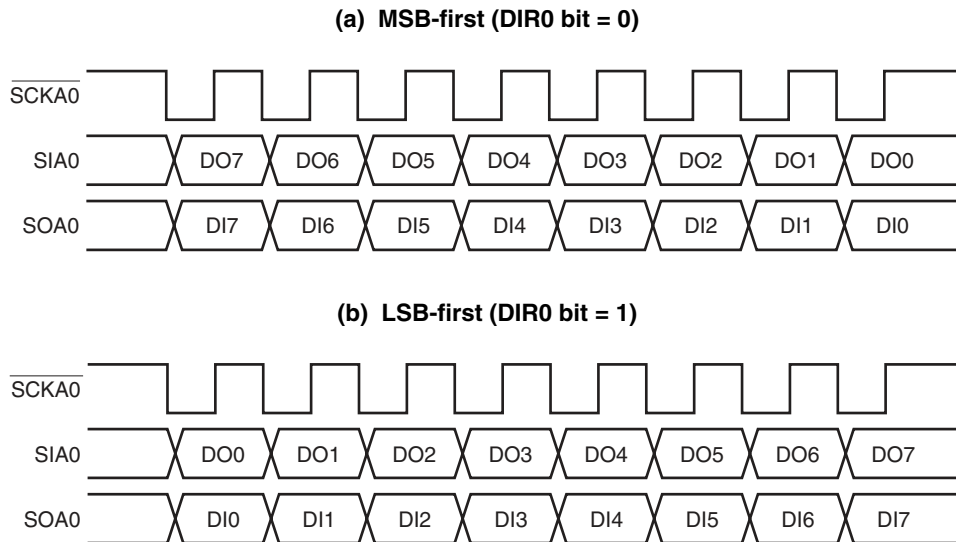 (a) MSB-first (DIR0 bit = 0)
SCKA0
SIA0 DO7 DO6 DO5 DO4 DO3 DO2 DO1 DO0
SOA0 DI7 DI6 DI5 DI4 DI3 DI2 DI1 DI0
(b) LSB-first (DIR0 bit = 1)
SCKA0
SIA0 DO0 DO1 DO2 DO3 DO4 DO5 DO6 DO7
SOA0 DI0 DI1 DI2 DI3 DI4 DI5 DI6 DI7